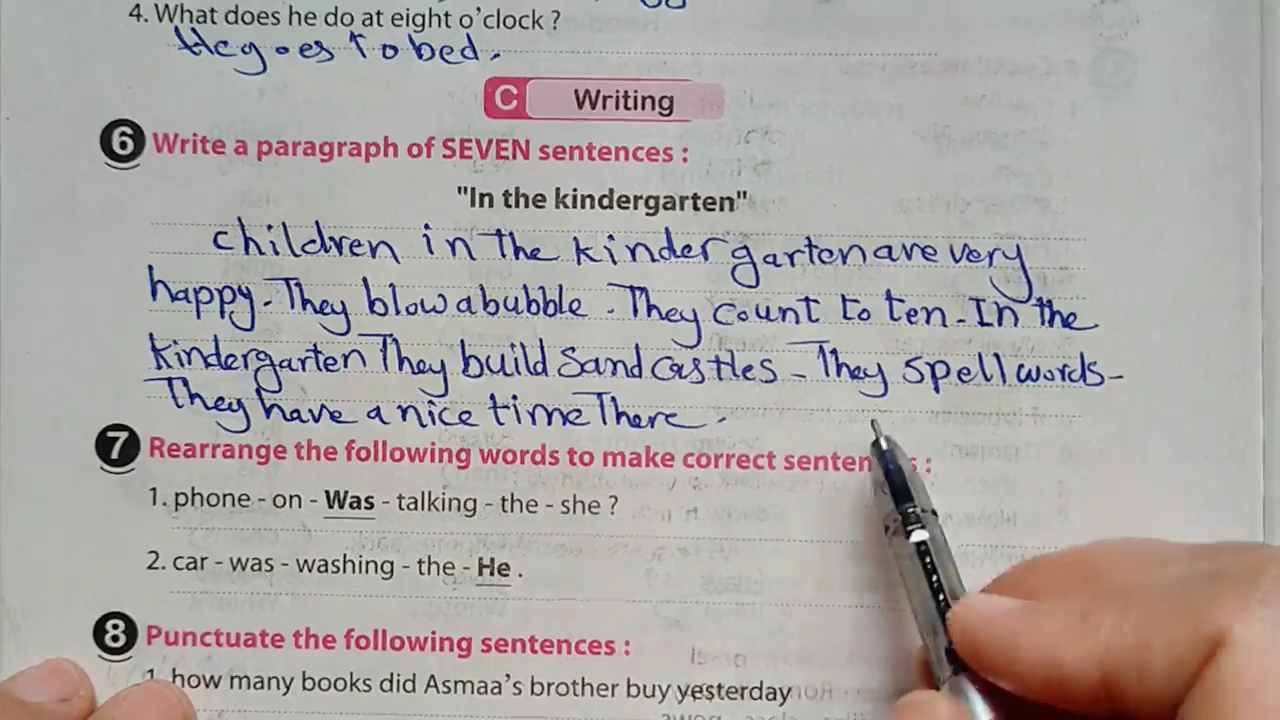 4. What does he do at eight o'clock ?
He goes to bed.
C Writing
6 Write a paragraph of SEVEN sentences :
"In the kindergarten"
children in the kindergarten are very
happy. They blow a bubble. They count to ten. In the
kindergarten They build sand castles. They spell words.
They have a nice time There.
7 Rearrange the following words to make correct senten s :
1. phone - on - Was - talking - the - she ?
2. car - was - washing - the - He .
8 Punctuate the following sentences :
1. how many books did Asmaa's brother buy yesterday